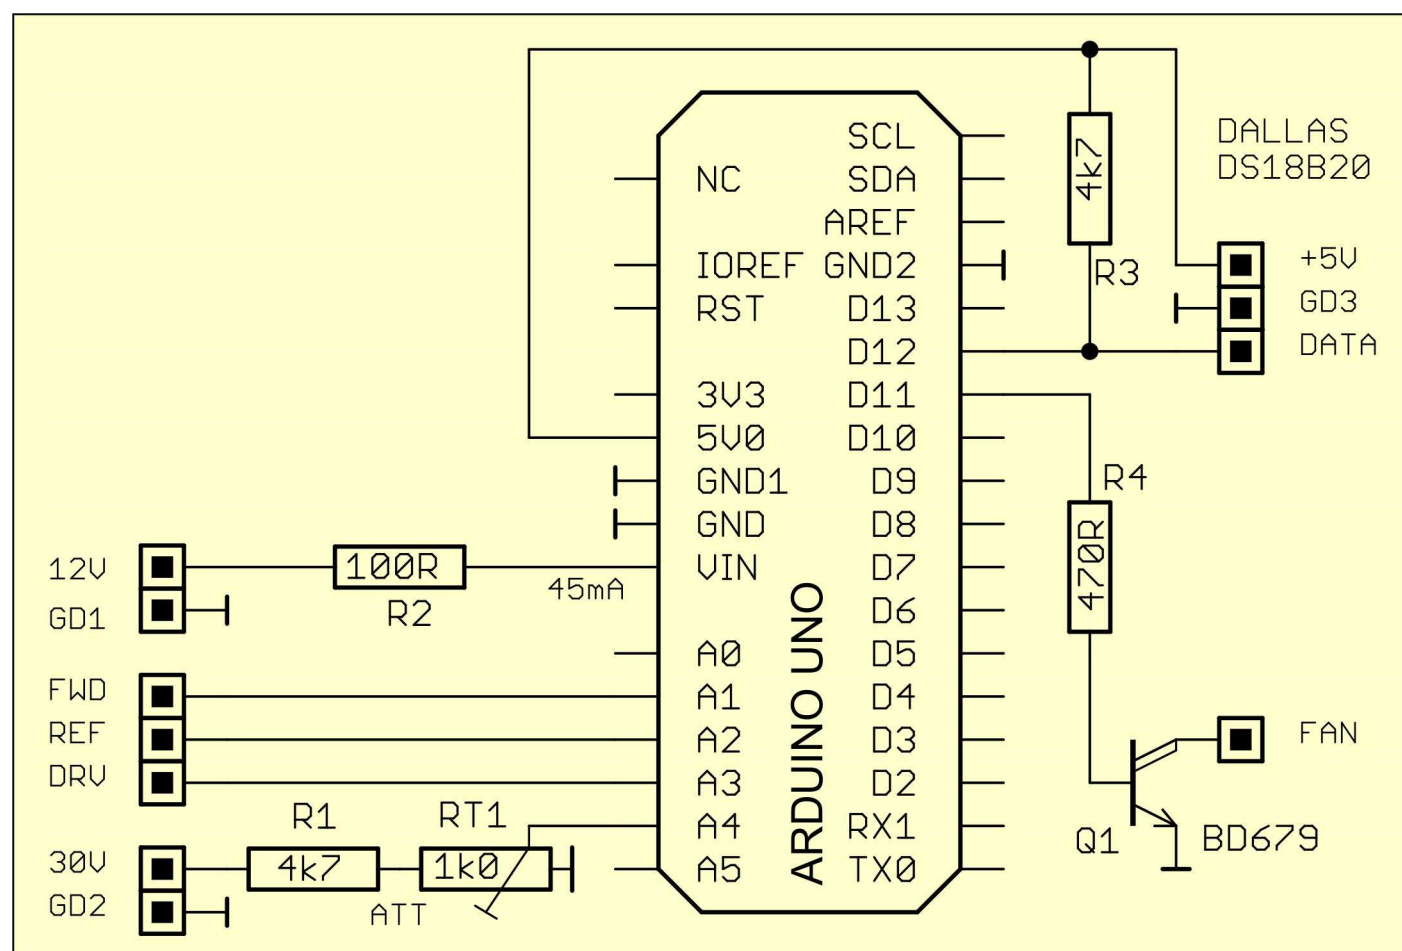 SCL
DALLAS
DS18B20
4k7
NC
SDA
AREF
IOREF
GND2
R3
+5V
RST
D13
GD3
D12
DATA
3V3
D11
5V0
D10
GND1
D9
R4
GND
D8
470R
12V
100R
VIN
D7
45mA
GD1
R2
D6
ARDUINO UNO
A0
D5
FWD
A1
D4
REF
A2
D3
FAN
DRV
A3
D2
R1
RT1
A4
RX1
Q1
BD679
30V
4k7
1k0
A5
TX0
GD2
ATT